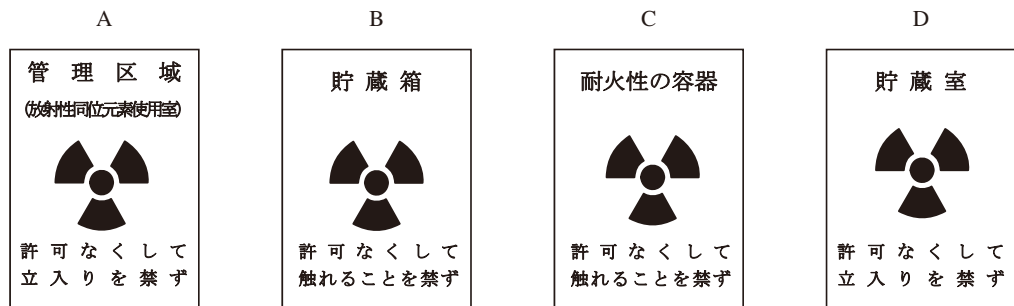 A
管理区域
(放射性同位元素使用室)
許可なくして
立入りを禁ず
B
貯蔵箱
許可なくして
触れることを禁ず
C
耐火性の容器
許可なくして
触れることを禁ず
D
貯蔵室
許可なくして
立入りを禁ず